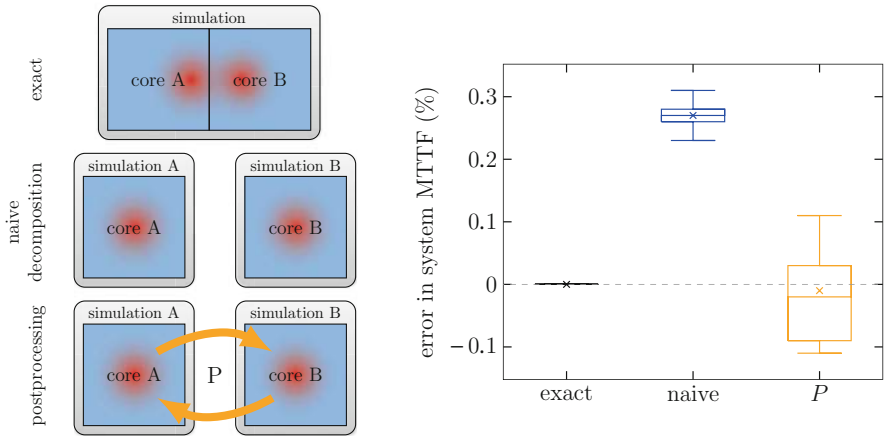 simulation
exact
core A
core B
simulation A
simulation B
naive
decomposition
core A
core B
simulation A
simulation B
postprocessing
core A
P
core B
error in system MTTF (%)
0.3
0.2
0.1
0
−0.1
exact
naive
P